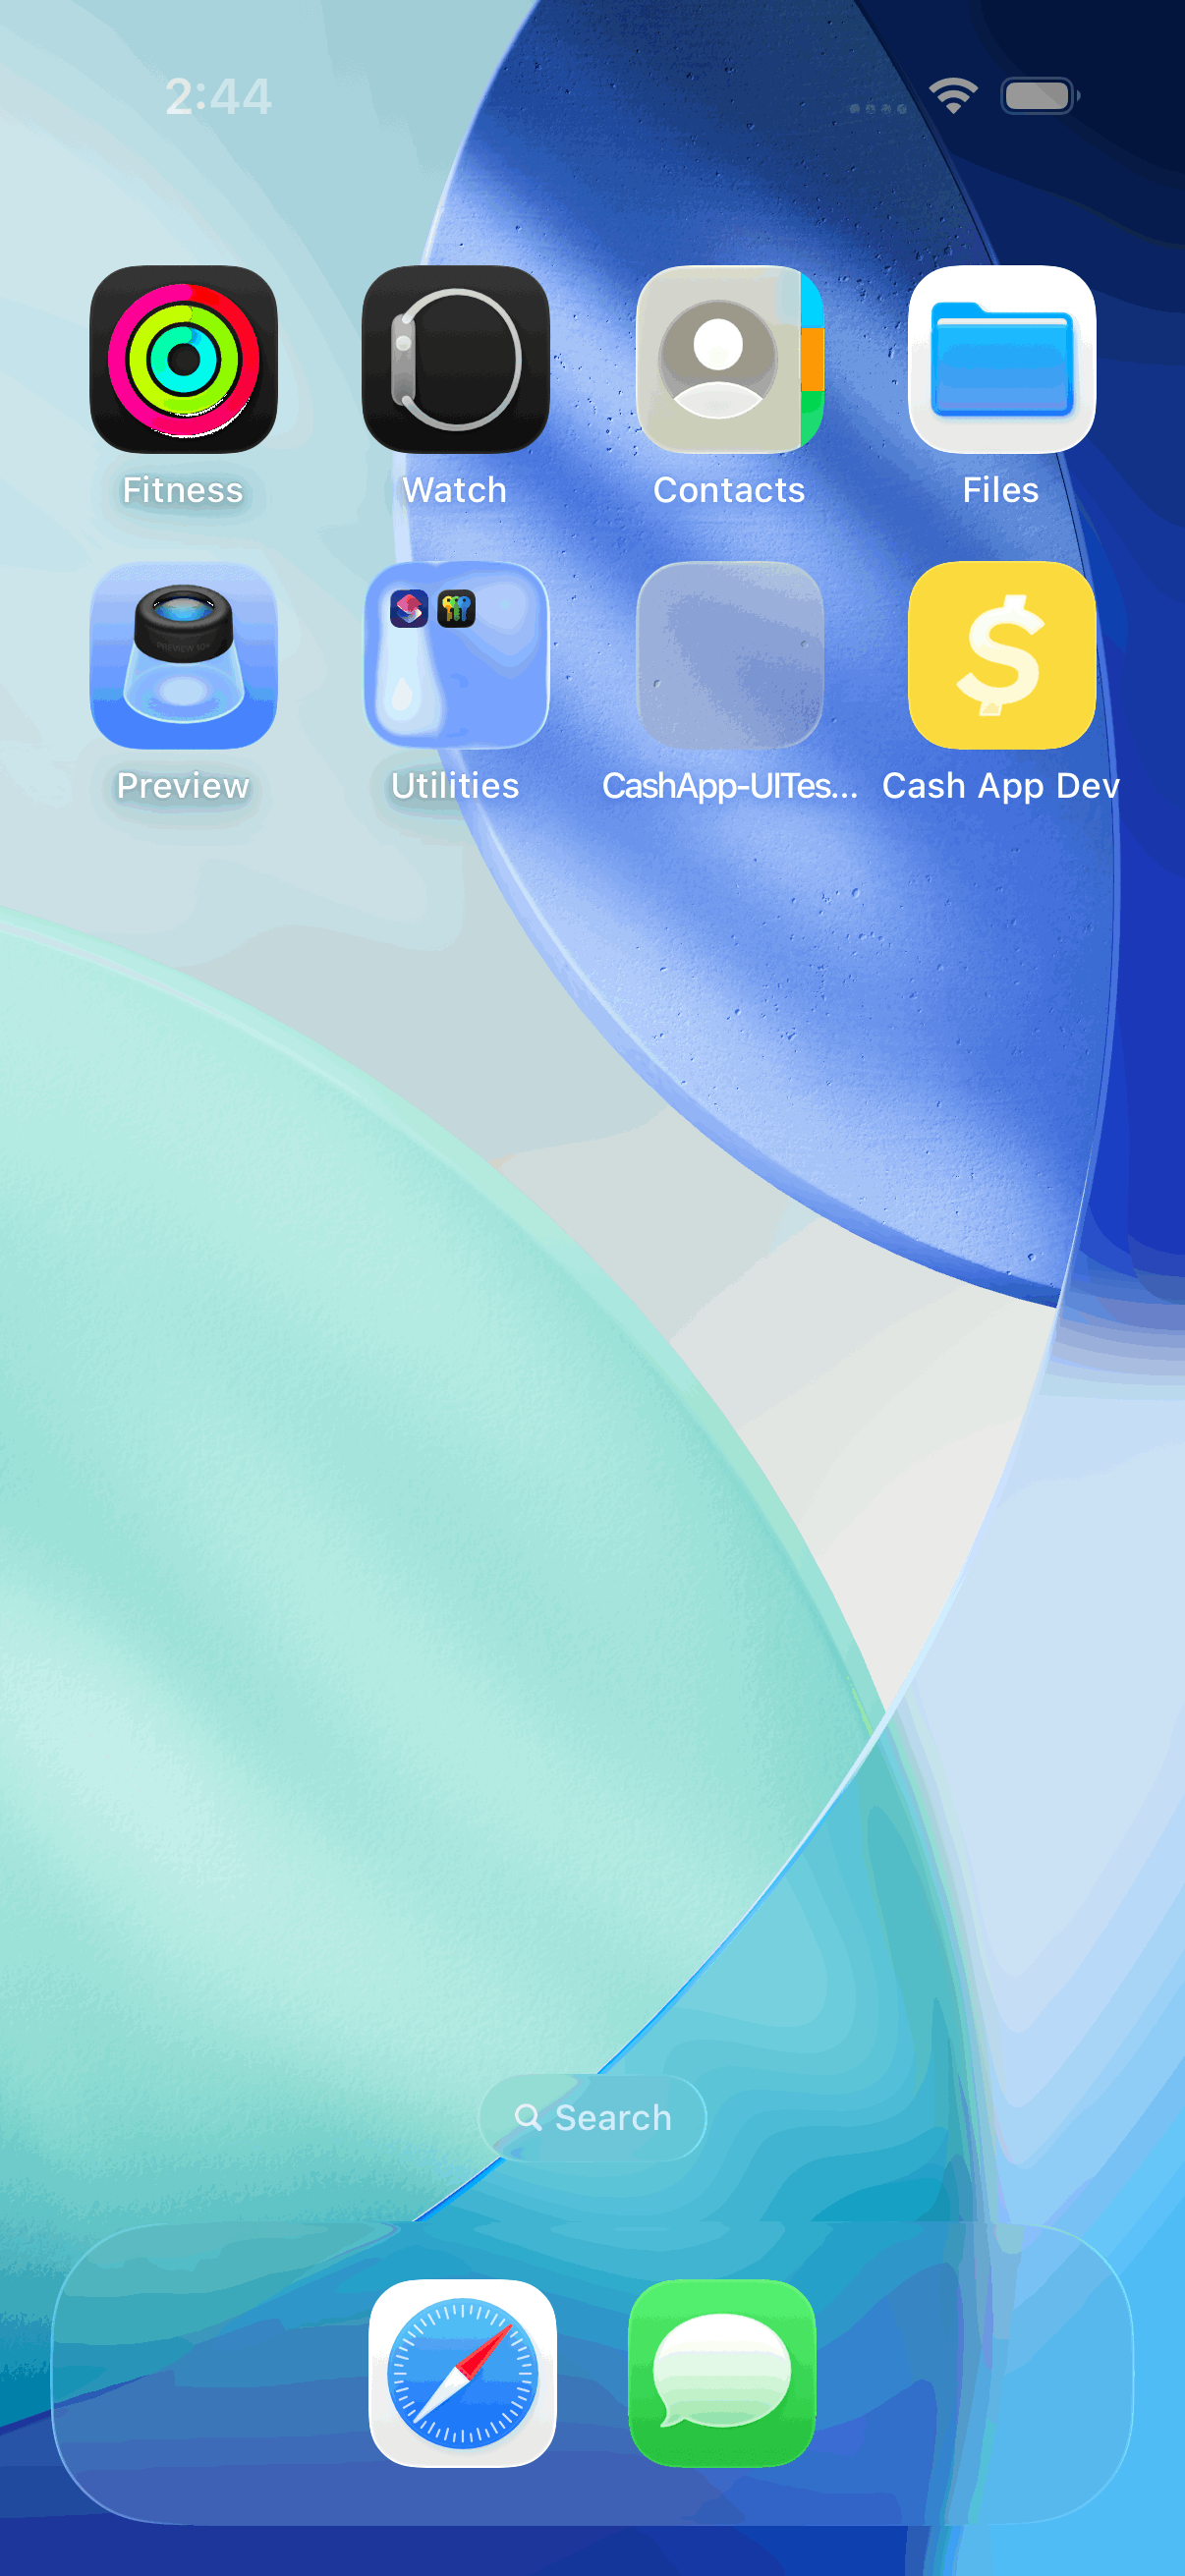 2:44
Fitness
Watch
Contacts
Files
Preview
Utilities
CashApp-UITes...
Cash App Dev
Search